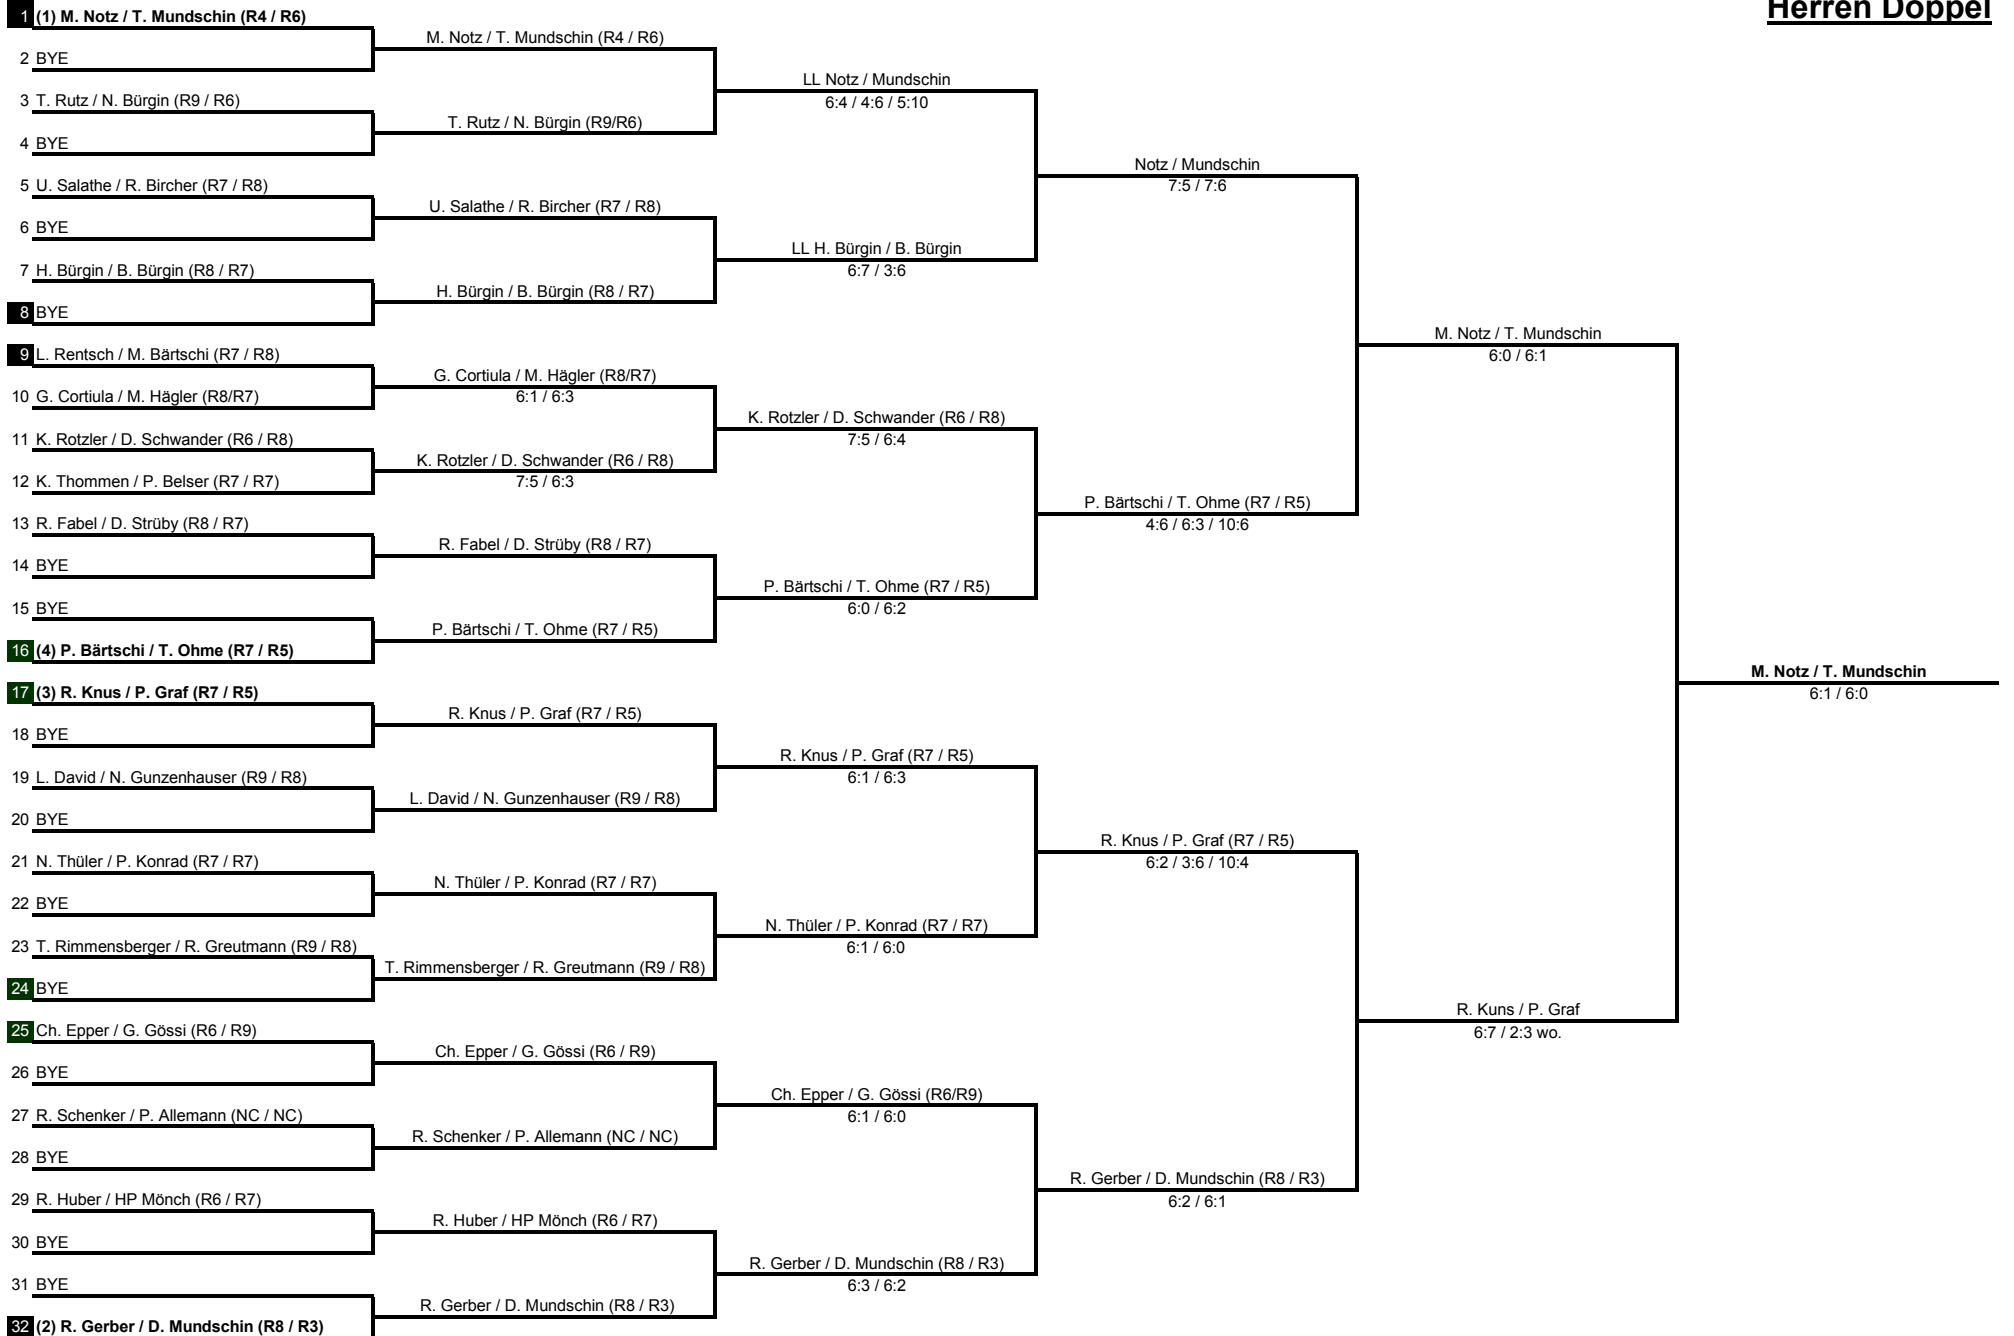 Herren Doppel
1 (1) M. Notz / T. Mundschin (R4 / R6)
2 BYE
3 T. Rutz / N. Bürgin (R9 / R6)
4 BYE
5 U. Salathe / R. Bircher (R7 / R8)
6 BYE
7 H. Bürgin / B. Bürgin (R8 / R7)
8 BYE
9 L. Rentsch / M. Bärtschi (R7 / R8)
10 G. Cortiula / M. Hägler (R8/R7)
11 K. Rotzler / D. Schwander (R6 / R8)
12 K. Thommen / P. Belser (R7 / R7)
13 R. Fabel / D. Strüby (R8 / R7)
14 BYE
15 BYE
16 (4) P. Bärtschi / T. Ohme (R7 / R5)
17 (3) R. Knus / P. Graf (R7 / R5)
18 BYE
19 L. David / N. Gunzenhauser (R9 / R8)
20 BYE
21 N. Thüler / P. Konrad (R7 / R7)
22 BYE
23 T. Rimmensberger / R. Greutmann (R9 / R8)
24 BYE
25 Ch. Epper / G. Gössi (R6 / R9)
26 BYE
27 R. Schenker / P. Allemann (NC / NC)
28 BYE
29 R. Huber / HP Mönch (R6 / R7)
30 BYE
31 BYE
32 (2) R. Gerber / D. Mundschin (R8 / R3)
M. Notz / T. Mundschin (R4 / R6)
T. Rutz / N. Bürgin (R9/R6)
U. Salathe / R. Bircher (R7 / R8)
H. Bürgin / B. Bürgin (R8 / R7)
G. Cortiula / M. Hägler (R8/R7)
6:1 / 6:3
K. Rotzler / D. Schwander (R6 / R8)
7:5 / 6:3
R. Fabel / D. Strüby (R8 / R7)
P. Bärtschi / T. Ohme (R7 / R5)
R. Knus / P. Graf (R7 / R5)
L. David / N. Gunzenhauser (R9 / R8)
N. Thüler / P. Konrad (R7 / R7)
T. Rimmensberger / R. Greutmann (R9 / R8)
Ch. Epper / G. Gössi (R6 / R9)
R. Schenker / P. Allemann (NC / NC)
R. Huber / HP Mönch (R6 / R7)
R. Gerber / D. Mundschin (R8 / R3)
LL Notz / Mundschin
6:4 / 4:6 / 5:10
LL H. Bürgin / B. Bürgin
6:7 / 3:6
K. Rotzler / D. Schwander (R6 / R8)
7:5 / 6:4
P. Bärtschi / T. Ohme (R7 / R5)
6:0 / 6:2
R. Knus / P. Graf (R7 / R5)
6:1 / 6:3
N. Thüler / P. Konrad (R7 / R7)
6:1 / 6:0
Ch. Epper / G. Gössi (R6/R9)
6:1 / 6:0
R. Gerber / D. Mundschin (R8 / R3)
6:3 / 6:2
Notz / Mundschin
7:5 / 7:6
P. Bärtschi / T. Ohme (R7 / R5)
4:6 / 6:3 / 10:6
R. Knus / P. Graf (R7 / R5)
6:2 / 3:6 / 10:4
R. Gerber / D. Mundschin (R8 / R3)
6:2 / 6:1
M. Notz / T. Mundschin
6:0 / 6:1
R. Kuns / P. Graf
6:7 / 2:3 wo.
M. Notz / T. Mundschin
6:1 / 6:0